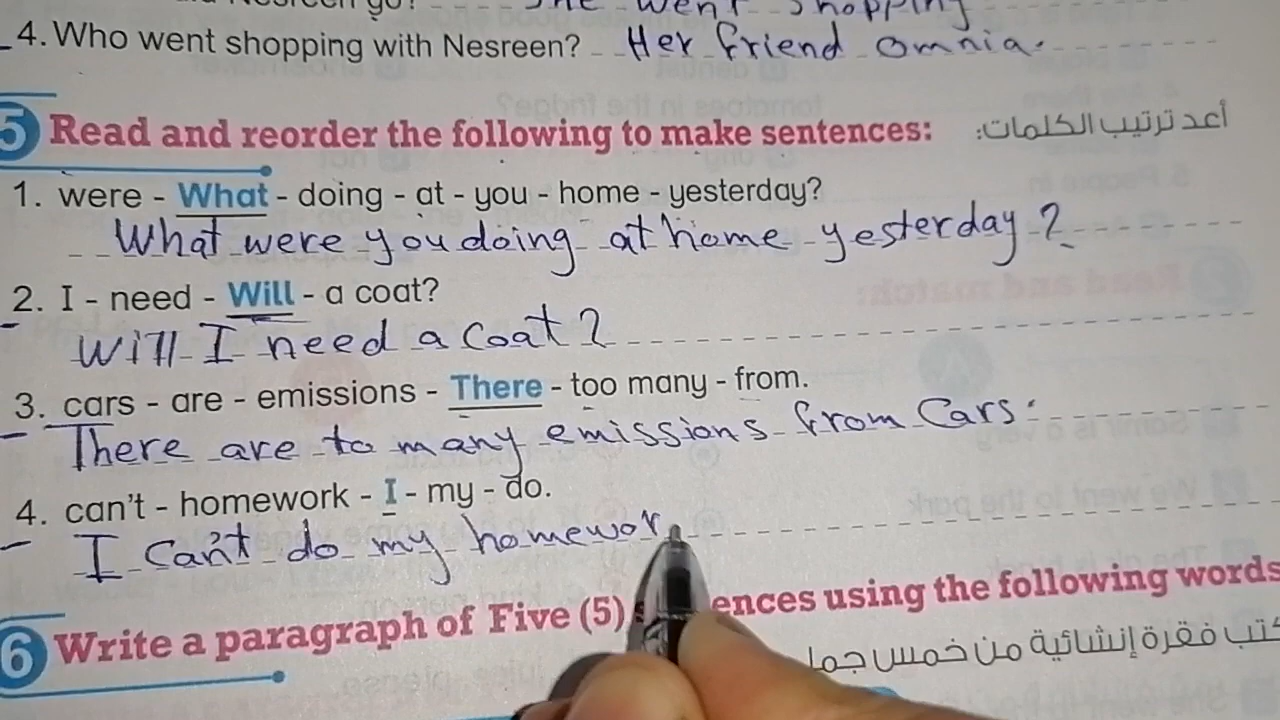 go? She went shopping
4. Who went shopping with Nesreen? Her friend omnia.
5 Read and reorder the following to make sentences: أعد ترتيب الكلمات:
1. were - What - doing - at - you - home - yesterday?
What were you doing at home yesterday?
2. I - need - Will - a coat?
Will I need a coat?
3. cars - are - emissions - There - too many - from.
There are to many emissions from Cars.
4. can't - homework - I - my - do.
I can't do my homewor
6 Write a paragraph of Five (5) using the following words
فقرة إنشائية من خمس